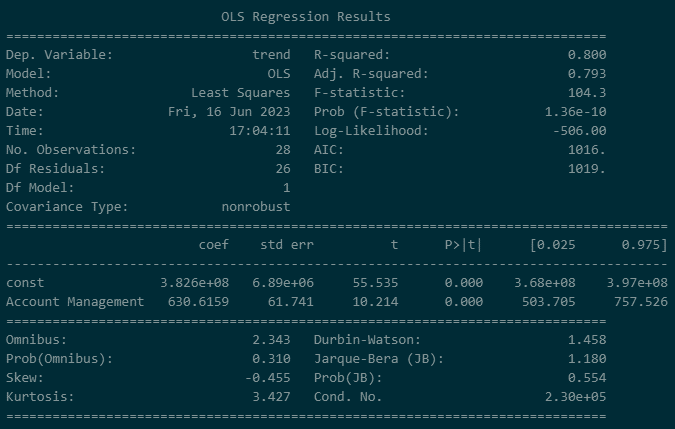 OLS Regression Results
==============================================================================
Dep. Variable:                  trend   R-squared:                       0.800
Model:                            OLS   Adj. R-squared:                  0.793
Method:                 Least Squares   F-statistic:                     104.3
Date:                Fri, 16 Jun 2023   Prob (F-statistic):           1.36e-10
Time:                        17:04:11   Log-Likelihood:                -506.00
No. Observations:                  28   AIC:                             1016.
Df Residuals:                      26   BIC:                             1019.
Df Model:                           1
Covariance Type:            nonrobust
======================================================================================
                         coef    std err          t      P>|t|      [0.025      0.975]
--------------------------------------------------------------------------------------
const               3.826e+08   6.89e+06     55.535      0.000    3.68e+08    3.97e+08
Account Management   630.6159     61.741     10.214      0.000     503.705     757.526
==============================================================================
Omnibus:                        2.343   Durbin-Watson:                   1.458
Prob(Omnibus):                  0.310   Jarque-Bera (JB):                1.180
Skew:                          -0.455   Prob(JB):                        0.554
Kurtosis:                       3.427   Cond. No.                     2.30e+05
==============================================================================